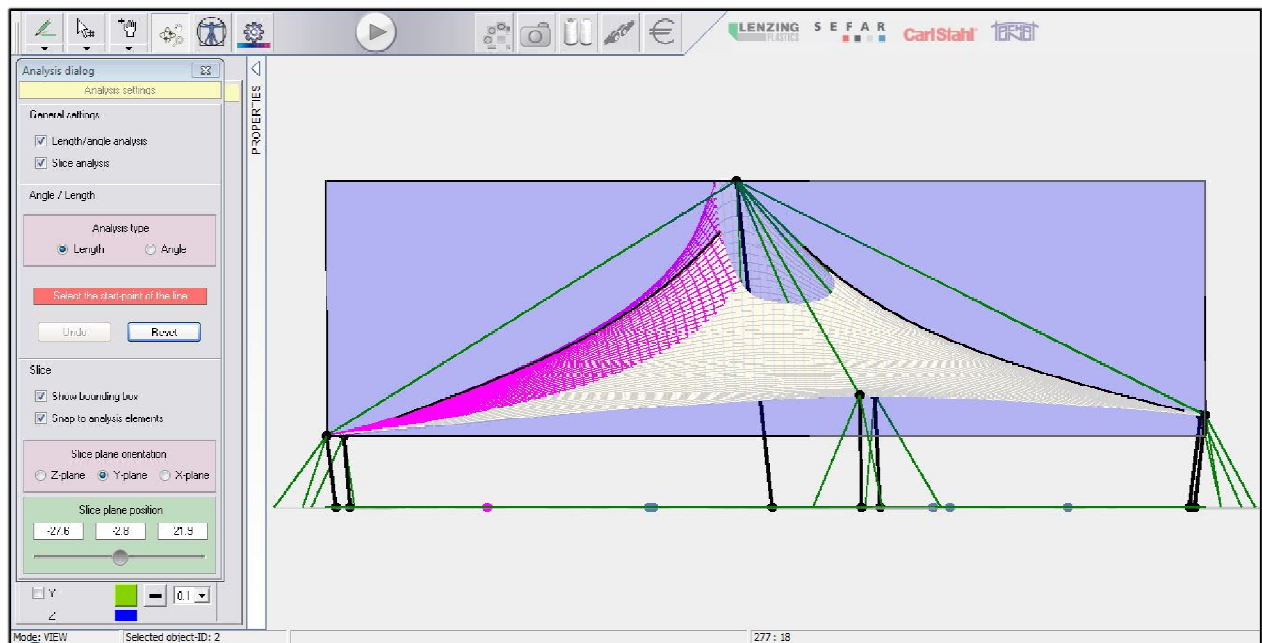 LENZING
PLASTICS
SEFAR
Carl Stahl
Analysis dialog
Analysis settings
PROPERTIES
General settings
Length/angle analysis
Slice analysis
Angle / Length
Analysis type
Length Angle
Select the start-point of the line
Undo Reset
Slice
Show bounding box
Snap to analysis elements
Slice plane orientation
Z-plane Y-plane X-plane
Slice plane position
-27.6 -2.8 21.9
Y 0.1
Z
Mode: VIEW Selected object-ID: 2 277 : 18